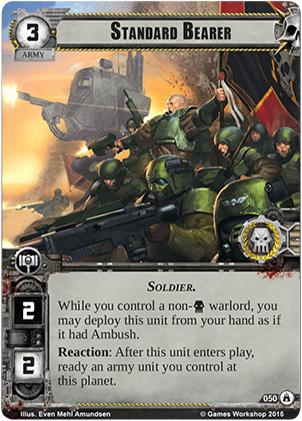 3
STANDARD BEARER
ARMY
SOLDIER.
2
While you control a non- warlord, you
may deploy this unit from your hand as if
it had Ambush.
2
Reaction: After this unit enters play,
ready an army unit you control at
this planet.
050
Illus. Even Mehl Amundsen
© Games Workshop 2015